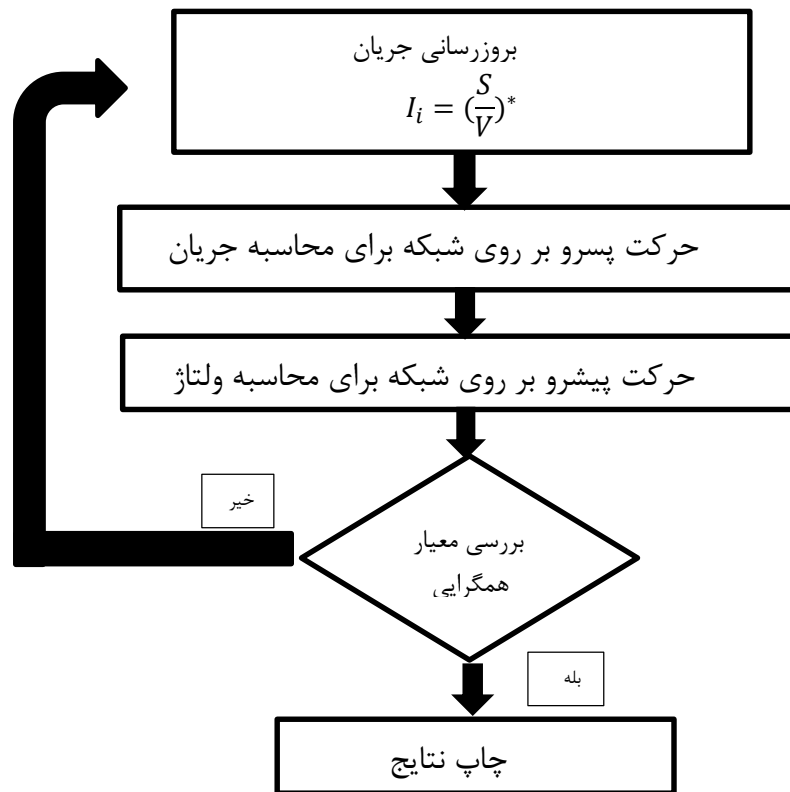 بروزرسانی جریان
I_i = (S/V)^*
حرکت پسرو بر روی شبکه برای محاسبه جریان
حرکت پیشرو بر روی شبکه برای محاسبه ولتاژ
خیر
بررسی معیار
همگرایی
بله
چاپ نتایج